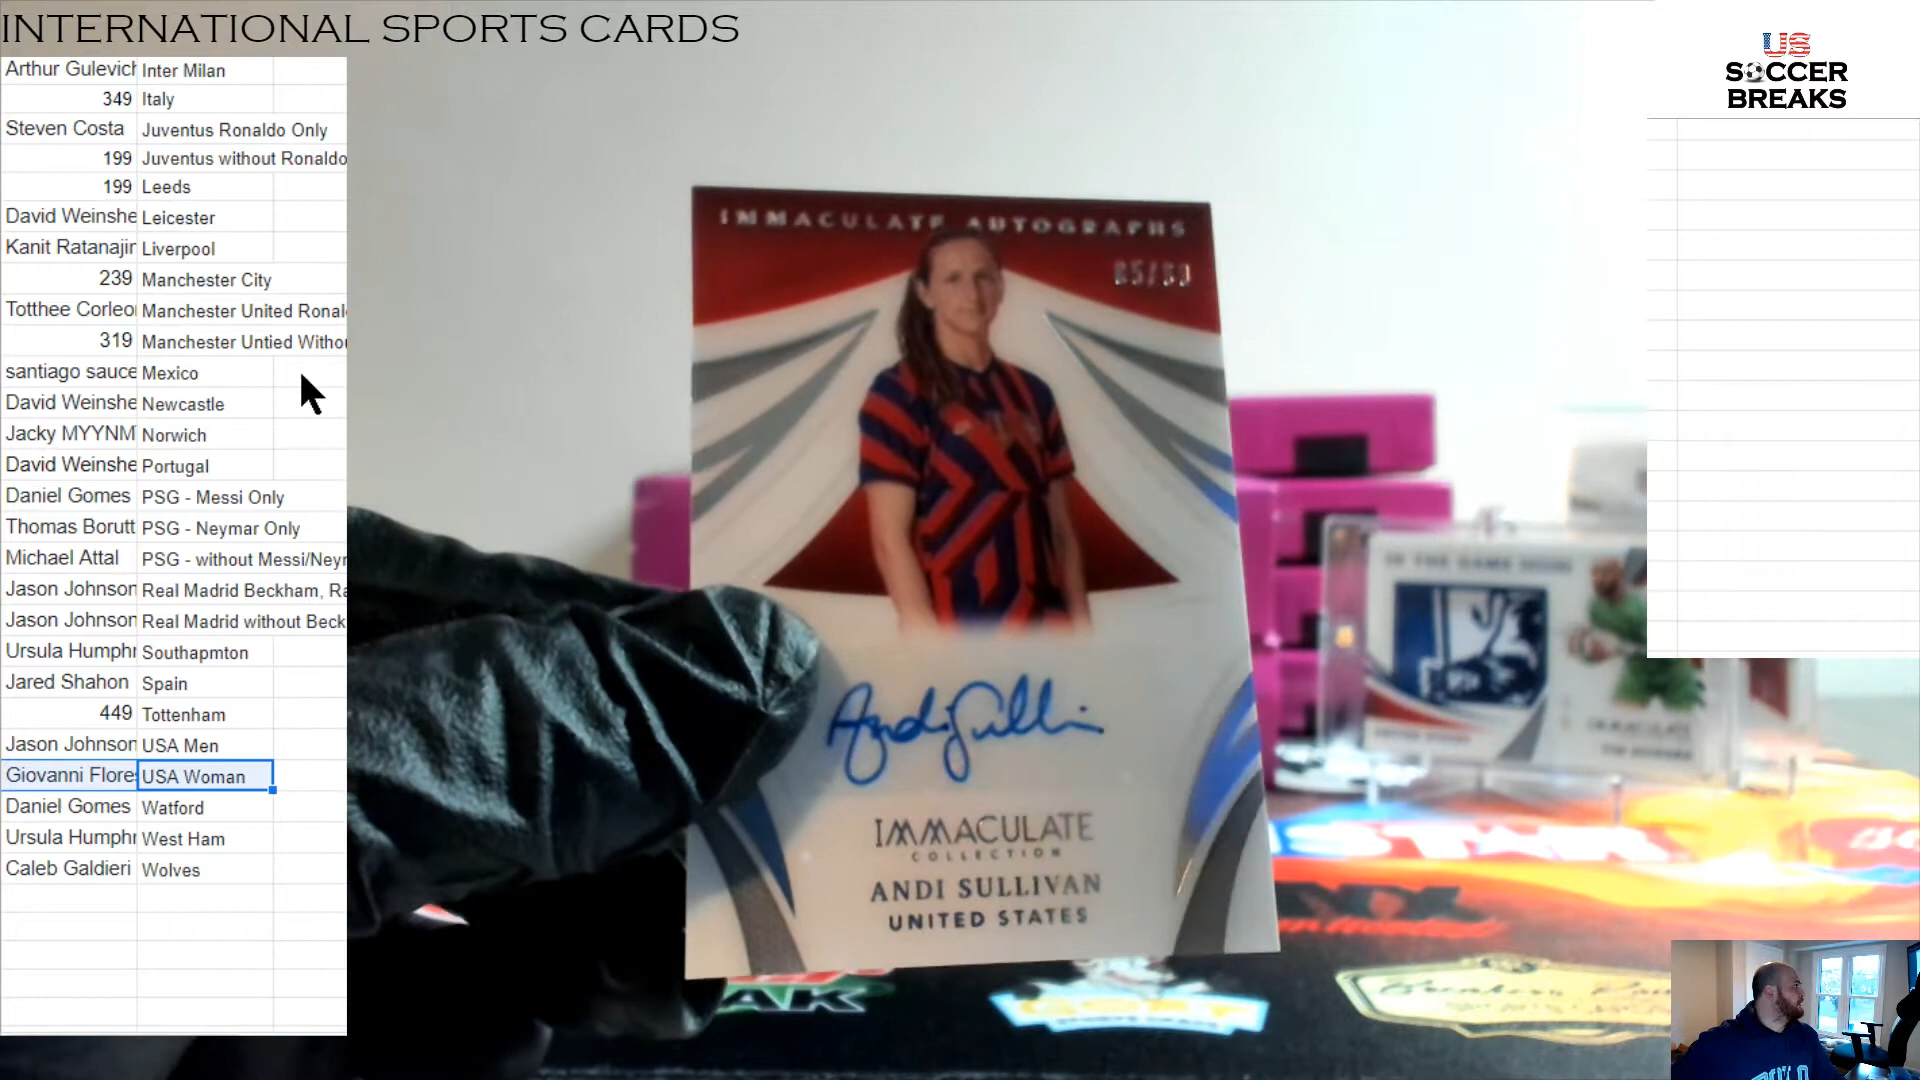 INTERNATIONAL SPORTS CARDS
US
SOCCER
BREAKS
Arthur Gulevich Inter Milan
349 Italy
Steven Costa Juventus Ronaldo Only
199 Juventus without Ronaldo
199 Leeds
David Weinshe Leicester
Kanit Ratanajir Liverpool
239 Manchester City
Totthee Corleo Manchester United Ronal
319 Manchester Untied Withou
santiago sauce Mexico
David Weinshe Newcastle
Jacky MYYNM Norwich
David Weinshe Portugal
Daniel Gomes PSG - Messi Only
Thomas Borutt PSG - Neymar Only
Michael Attal PSG - without Messi/Neyr
Jason Johnson Real Madrid Beckham, Ra
Jason Johnson Real Madrid without Beck
Ursula Humphr Southapmton
Jared Shahon Spain
449 Tottenham
Jason Johnson USA Men
Giovanni Flore USA Woman
Daniel Gomes Watford
Ursula Humphr West Ham
Caleb Galdieri Wolves
IMMACULATE AUTOGRAPHS
Andi Sullivan
IMMACULATE
COLLECTION
ANDI SULLIVAN
UNITED STATES
IN THE GAME
IMMACULATE